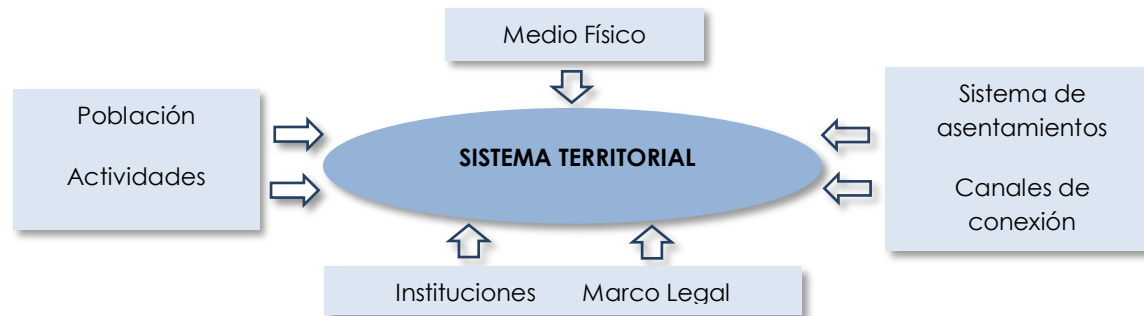 Medio Físico
Población
Actividades
SISTEMA TERRITORIAL
Sistema de
asentamientos
Canales de
conexión
Instituciones Marco Legal